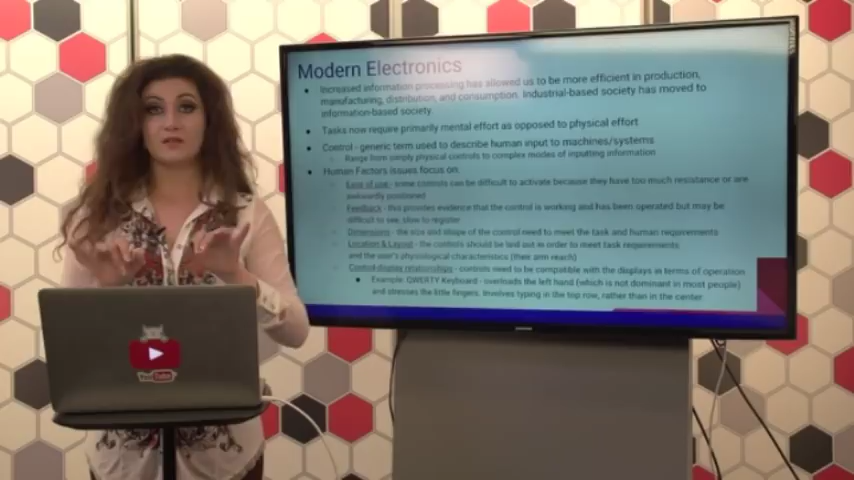 Modern Electronics
● Increased information processing has allowed us to be more efficient in production,
manufacturing, distribution, and consumption. Industrial-based society has moved to
information-based society.
● Tasks now require primarily mental effort as opposed to physical effort
● Control - generic term used to describe human input to machines/systems
○ Range from simply physical controls to complex modes of inputting information
● Human Factors issues focus on:
○ Ease of use - some controls can be difficult to activate because they have too much resistance or are
awkwardly positioned
○ Feedback - this provides evidence that the control is working and has been operated but may be
difficult to see, slow to register
○ Dimensions - the size and shape of the control need to meet the task and human requirements
○ Location & Layout - the controls should be laid out in order to meet task requirements;
and the user's physiological characteristics (their arm reach)
○ Control-display relationships - controls need to be compatible with the displays in terms of operation
■ Example: QWERTY Keyboard - overloads the left hand (which is not dominant in most people)
and stresses the little fingers. Involves typing in the top row, rather than in the center
SAMSUNG
YouTube